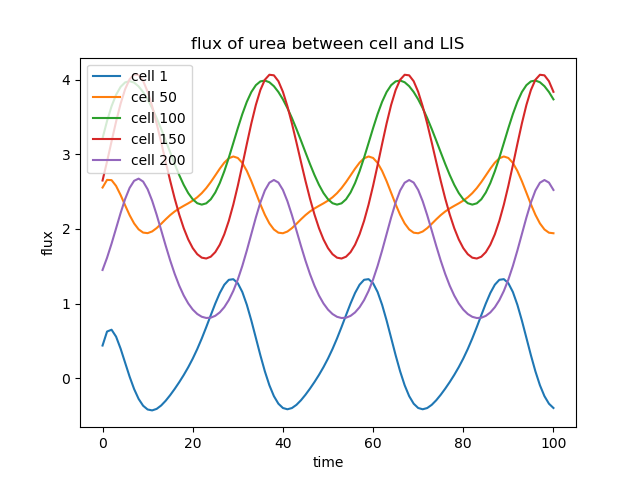 flux of urea between cell and LIS
cell 1
cell 50
cell 100
cell 150
cell 200
4
3
2
1
0
flux
0 20 40 60 80 100
time